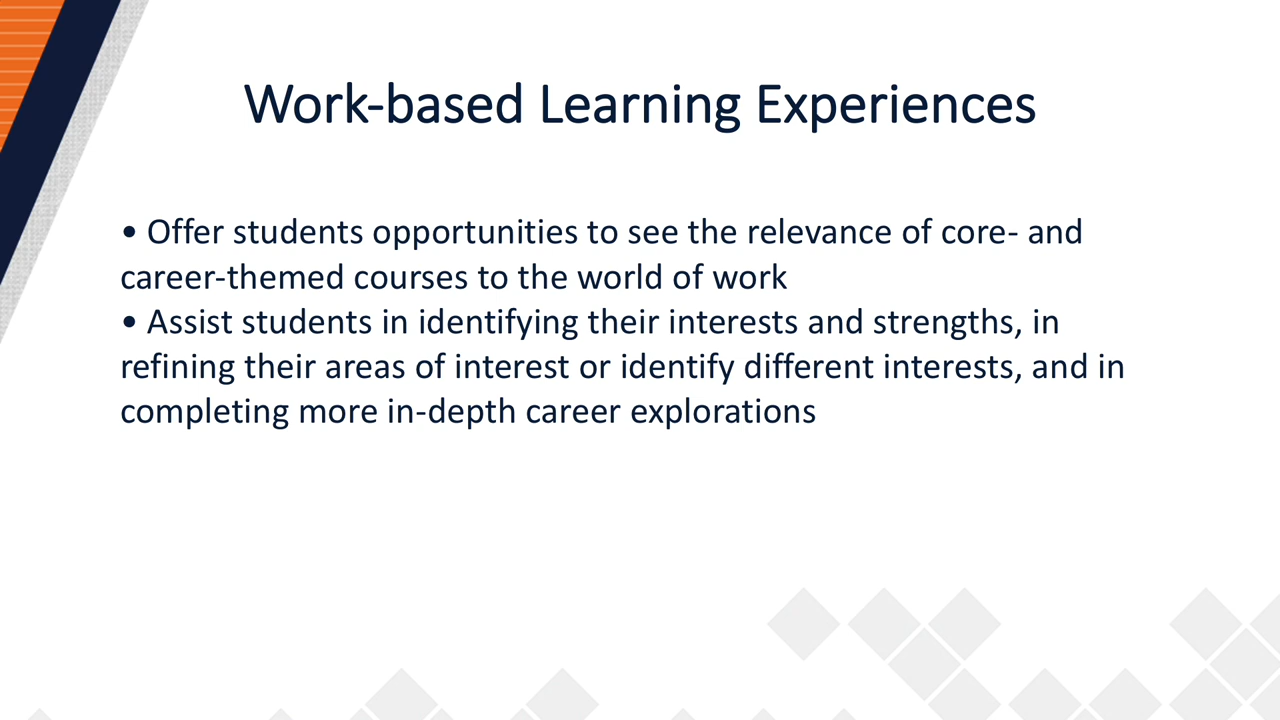 Work-based Learning Experiences
• Offer students opportunities to see the relevance of core- and
career-themed courses to the world of work
• Assist students in identifying their interests and strengths, in
refining their areas of interest or identify different interests, and in
completing more in-depth career explorations